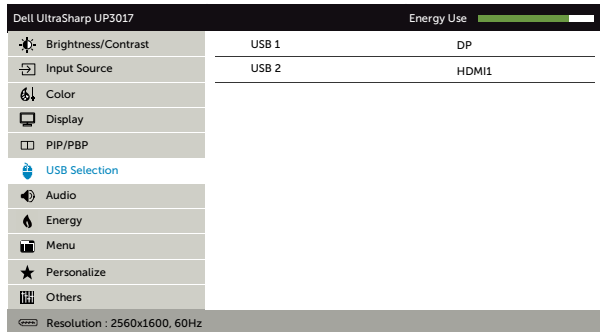 Dell UltraSharp UP3017 Energy Use
Brightness/Contrast USB 1 DP
Input Source USB 2 HDMI1
Color
Display
PIP/PBP
USB Selection
Audio
Energy
Menu
Personalize
Others
Resolution : 2560x1600, 60Hz